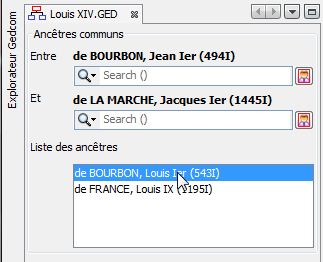 Explorateur Gedcom
Louis XIV.GED
Ancêtres communs
Entre de BOURBON, Jean Ier (494I)
Search ()
Et de LA MARCHE, Jacques Ier (1445I)
Search ()
Liste des ancêtres
de BOURBON, Louis Ier (543I)
de FRANCE, Louis IX (1195I)